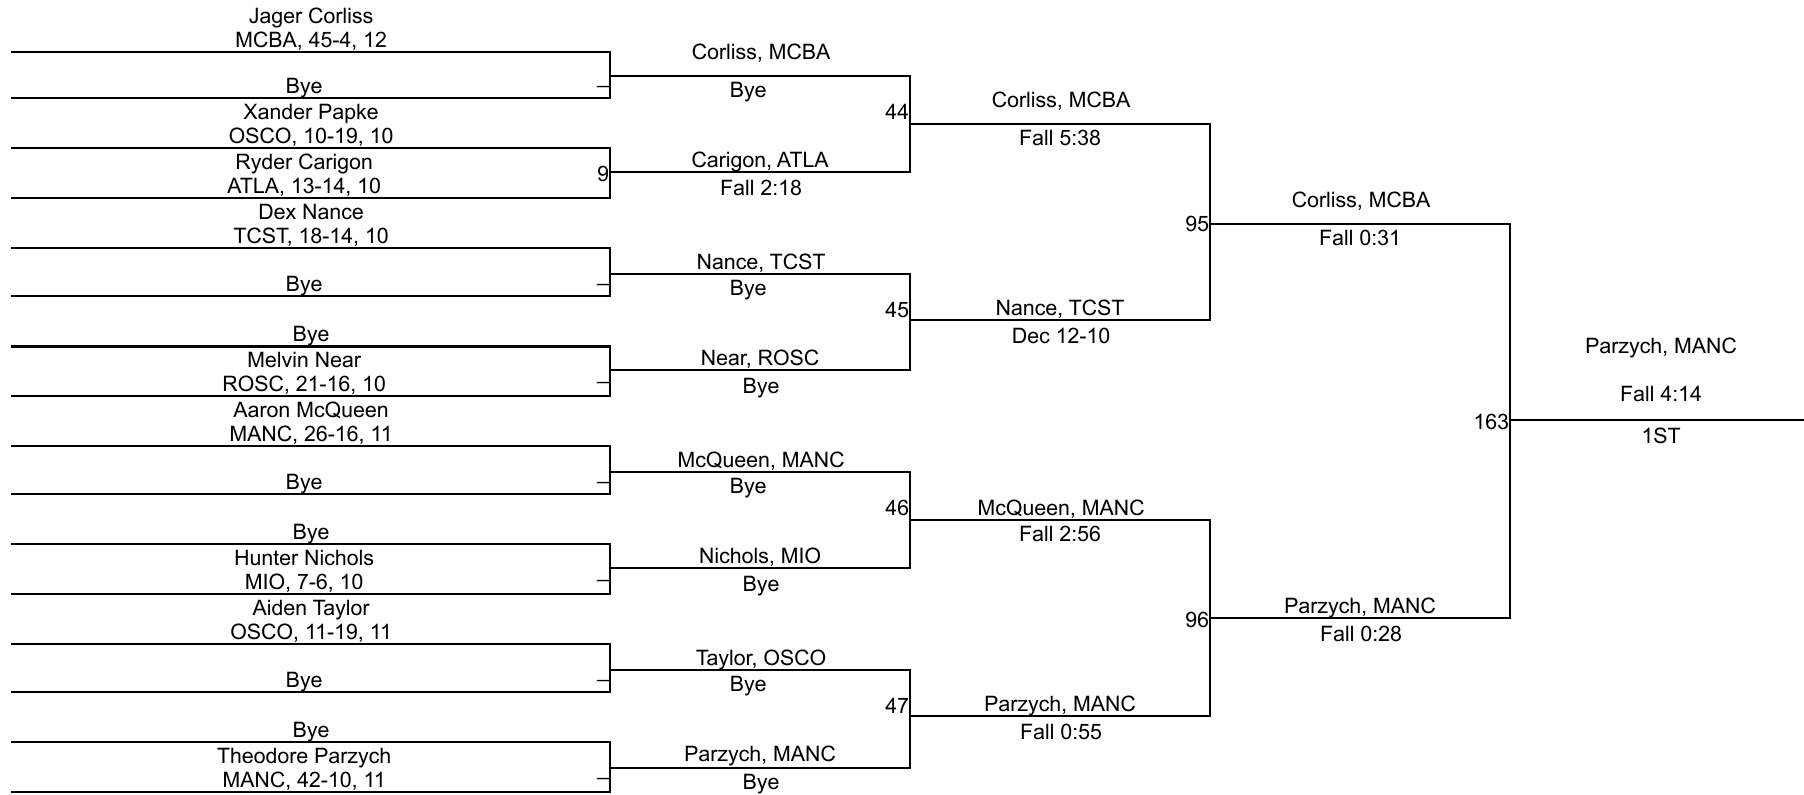 Jager Corliss
MCBA, 45-4, 12
Bye
Xander Papke
OSCO, 10-19, 10
Ryder Carigon
ATLA, 13-14, 10
9
Dex Nance
TCST, 18-14, 10
Bye
Bye
Melvin Near
ROSC, 21-16, 10
Aaron McQueen
MANC, 26-16, 11
Bye
Bye
Hunter Nichols
MIO, 7-6, 10
Aiden Taylor
OSCO, 11-19, 11
Bye
Bye
Theodore Parzych
MANC, 42-10, 11
Corliss, MCBA
Bye
44
Carigon, ATLA
Fall 2:18
Nance, TCST
Bye
45
Near, ROSC
Bye
McQueen, MANC
Bye
46
Nichols, MIO
Bye
Taylor, OSCO
Bye
47
Parzych, MANC
Bye
Corliss, MCBA
Fall 5:38
95
Nance, TCST
Dec 12-10
McQueen, MANC
Fall 2:56
96
Parzych, MANC
Fall 0:55
Corliss, MCBA
Fall 0:31
163
Parzych, MANC
Fall 0:28
Parzych, MANC
Fall 4:14
1ST